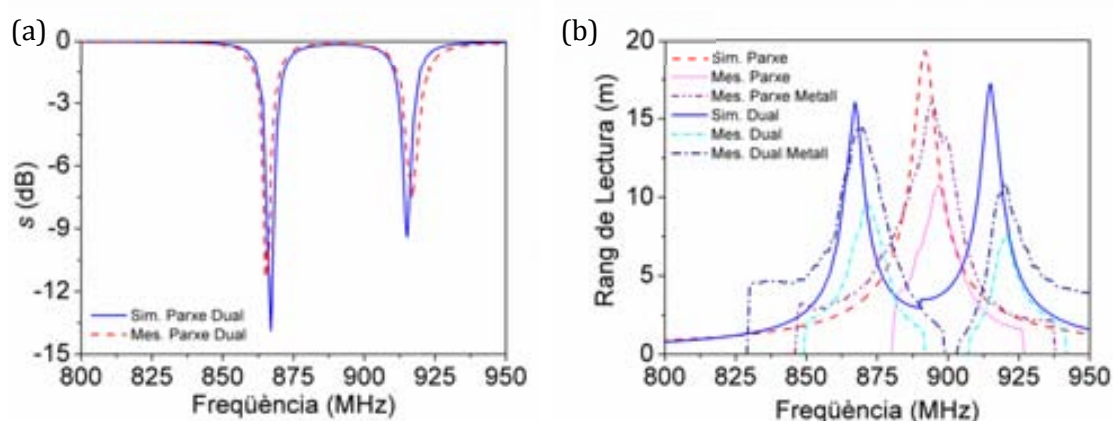 (a)
0
-3
-6
-9
-12
-15
s (dB)
Sim. Parxe Dual
Mes. Parxe Dual
800 825 850 875 900 925 950
Freqüència (MHz)
(b)
20
15
10
5
0
Rang de Lectura (m)
Sim. Parxe
Mes. Parxe
Mes. Parxe Metall
Sim. Dual
Mes. Dual
Mes. Dual Metall
800 825 850 875 900 925 950
Freqüència (MHz)